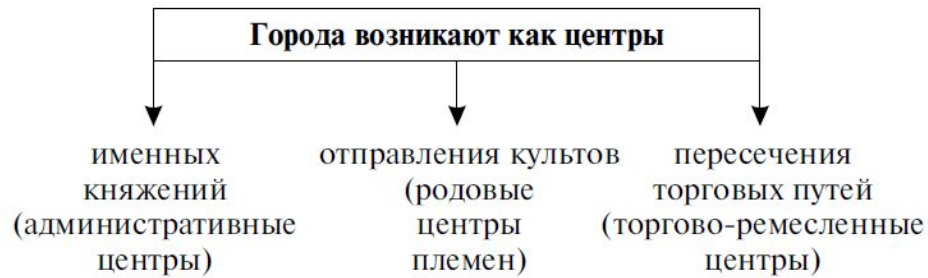 Города возникают как центры
именных
княжений
(административные
центры)
отправления культов
(родовые
центры
племен)
пересечения
торговых путей
(торгово-ремесленные
центры)